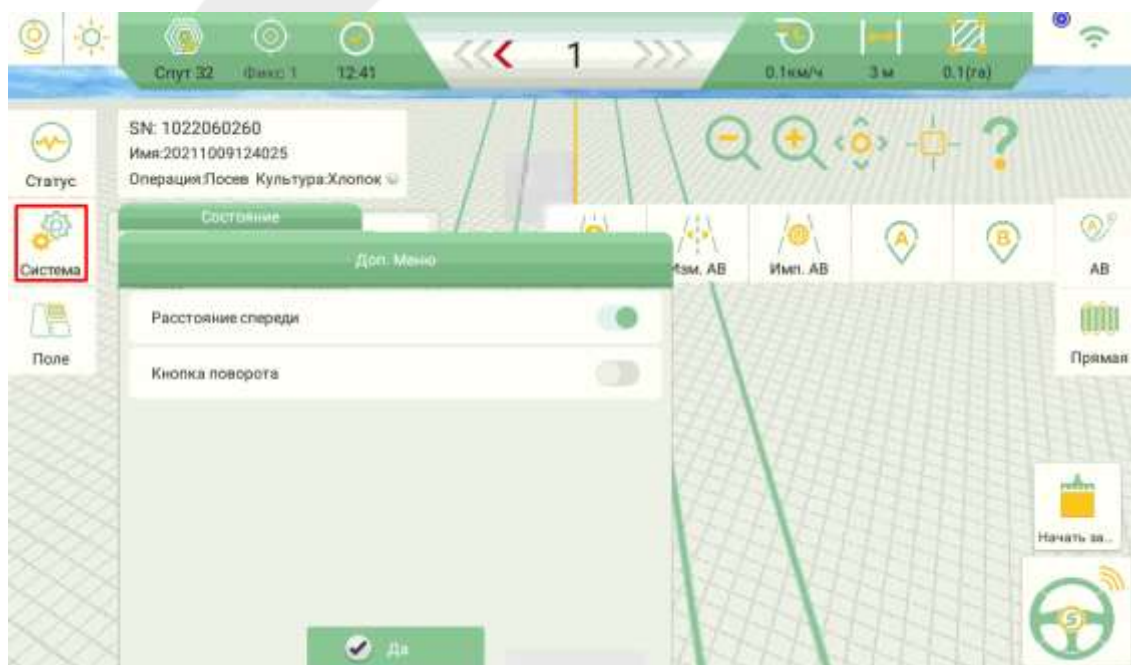 1
Спут 32
Фикс 1
12:41
0.1км/ч
3 м
0.1(га)
SN: 1022060260
Имя:20211009124025
Операция:Посев Культура:Хлопок
Статус
Система
Поле
Состояние
Доп. Меню
Расстояние спереди
Кнопка поворота
Да
Изм. АВ
Имп. АВ
A
B
?
A
АВ
Прямая
Начать за...
S